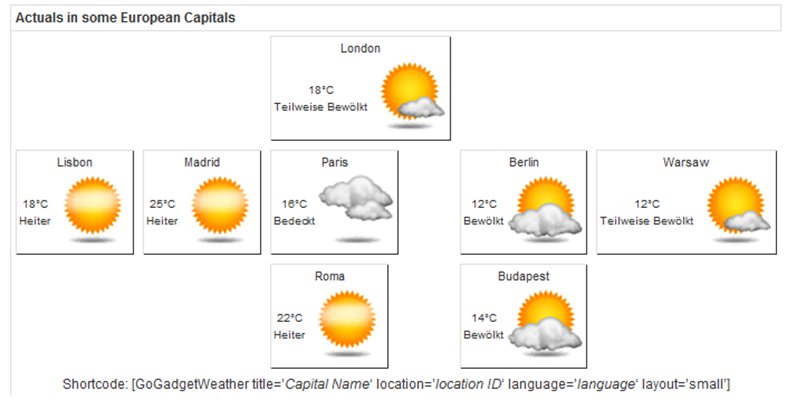 Actuals in some European Capitals
London
18°C
Teilweise Bewölkt
Lisbon
18°C
Heiter
Madrid
25°C
Heiter
Paris
16°C
Bedeckt
Berlin
12°C
Bewölkt
Warsaw
12°C
Teilweise Bewölkt
Roma
22°C
Heiter
Budapest
14°C
Bewölkt
Shortcode: [GoGadgetWeather title='Capital Name' location='location ID' language='language' layout='small']